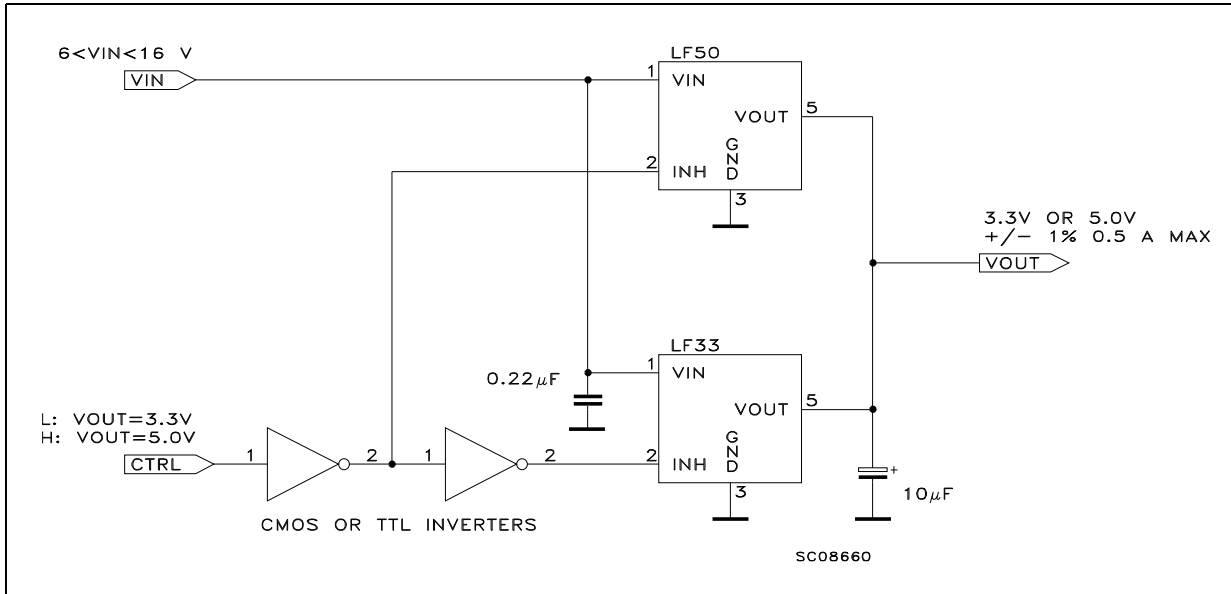 6<VIN<16 V
VIN
LF50
1
VIN
VOUT
5
2
INH
GND
3
3.3V OR 5.0V
+/- 1% 0.5 A MAX
VOUT
LF33
1
VIN
0.22µF
VOUT
5
L: VOUT=3.3V
H: VOUT=5.0V
CTRL
1
2
1
2
2
INH
GND
3
+
10µF
CMOS OR TTL INVERTERS
SC08660